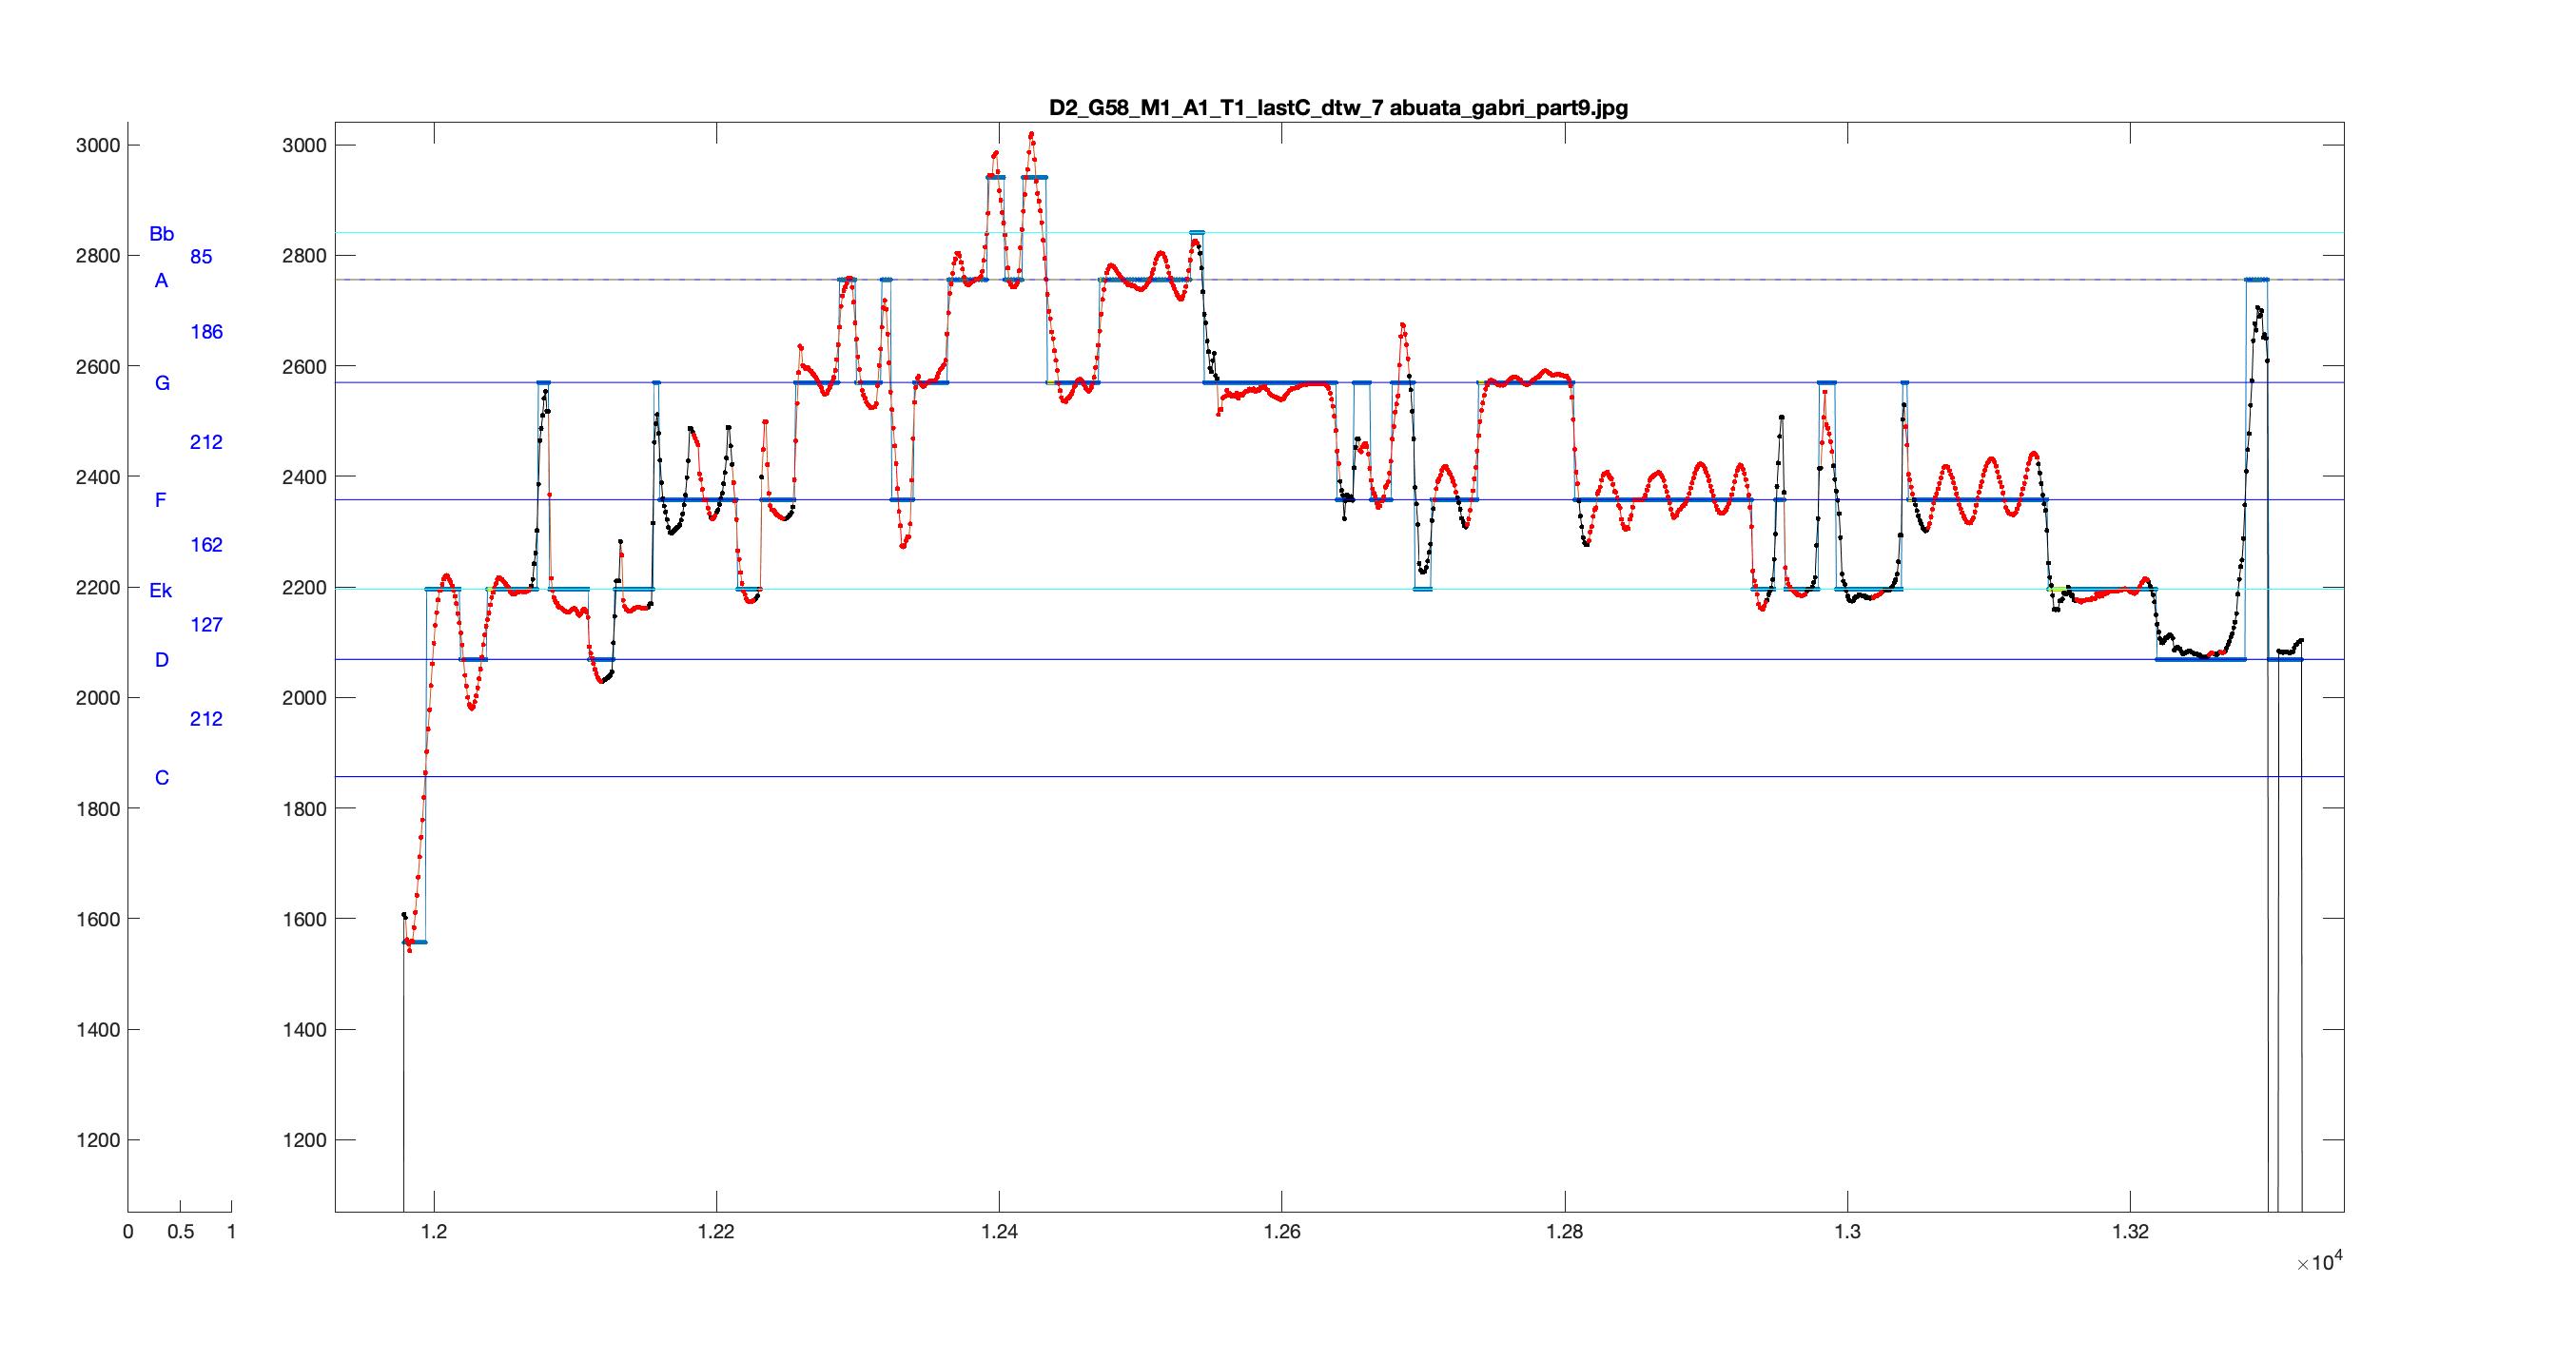 D2_G58_M1_A1_T1_lastC_dtw_7 abuata_gabri_part9.jpg
3000 3000
Bb
2800 85 2800
A
186
2600 2600
G
212
2400 2400
F
162
2200 Ek 2200
127
D
2000 2000
212
C
1800 1800
1600 1600
1400 1400
1200 1200
0 0.5 1 1.2 1.22 1.24 1.26 1.28 1.3 1.32
×10⁴